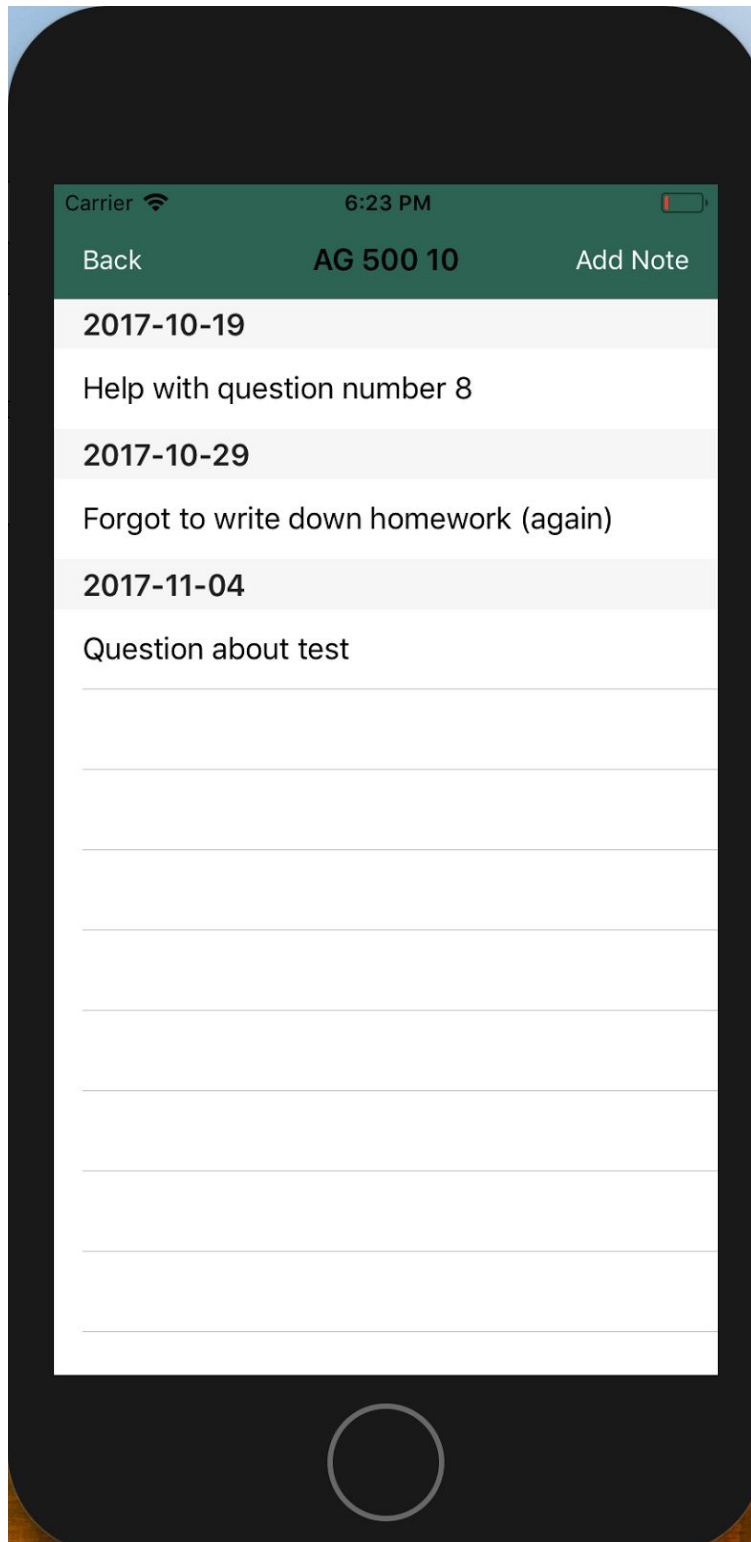 Carrier 6:23 PM
Back AG 500 10 Add Note
2017-10-19
Help with question number 8
2017-10-29
Forgot to write down homework (again)
2017-11-04
Question about test